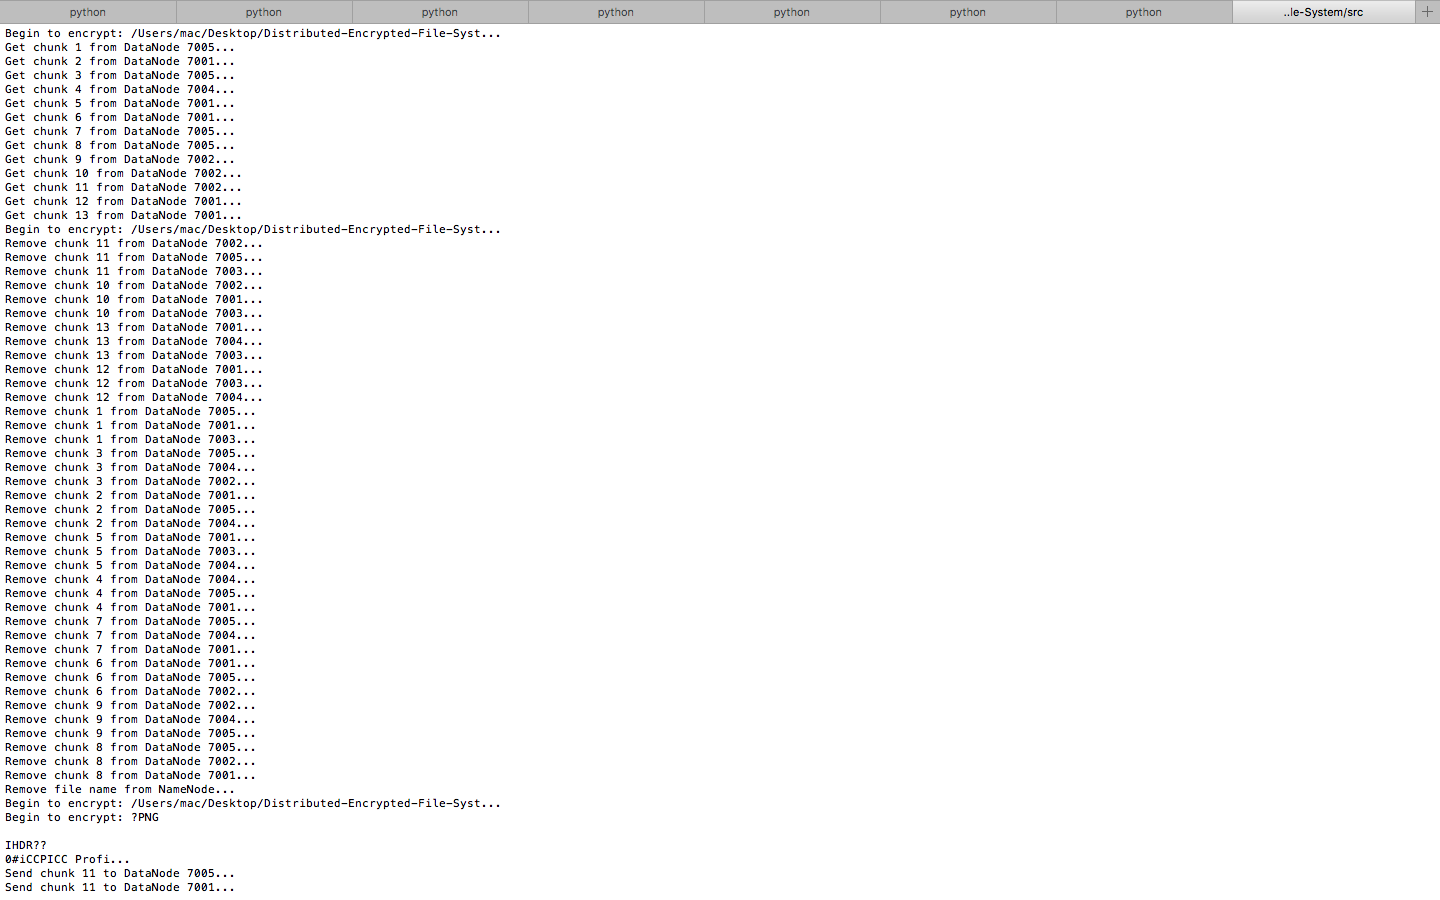 python python python python python python python ..le-System/src +
Begin to encrypt: /Users/mac/Desktop/Distributed-Encrypted-File-Syst...
Get chunk 1 from DataNode 7005...
Get chunk 2 from DataNode 7001...
Get chunk 3 from DataNode 7005...
Get chunk 4 from DataNode 7004...
Get chunk 5 from DataNode 7001...
Get chunk 6 from DataNode 7001...
Get chunk 7 from DataNode 7005...
Get chunk 8 from DataNode 7005...
Get chunk 9 from DataNode 7002...
Get chunk 10 from DataNode 7002...
Get chunk 11 from DataNode 7002...
Get chunk 12 from DataNode 7001...
Get chunk 13 from DataNode 7001...
Begin to encrypt: /Users/mac/Desktop/Distributed-Encrypted-File-Syst...
Remove chunk 11 from DataNode 7002...
Remove chunk 11 from DataNode 7005...
Remove chunk 11 from DataNode 7003...
Remove chunk 10 from DataNode 7002...
Remove chunk 10 from DataNode 7001...
Remove chunk 10 from DataNode 7003...
Remove chunk 13 from DataNode 7001...
Remove chunk 13 from DataNode 7004...
Remove chunk 13 from DataNode 7003...
Remove chunk 12 from DataNode 7001...
Remove chunk 12 from DataNode 7003...
Remove chunk 12 from DataNode 7004...
Remove chunk 1 from DataNode 7005...
Remove chunk 1 from DataNode 7001...
Remove chunk 1 from DataNode 7003...
Remove chunk 3 from DataNode 7005...
Remove chunk 3 from DataNode 7004...
Remove chunk 3 from DataNode 7002...
Remove chunk 2 from DataNode 7001...
Remove chunk 2 from DataNode 7005...
Remove chunk 2 from DataNode 7004...
Remove chunk 5 from DataNode 7001...
Remove chunk 5 from DataNode 7003...
Remove chunk 5 from DataNode 7004...
Remove chunk 4 from DataNode 7004...
Remove chunk 4 from DataNode 7005...
Remove chunk 4 from DataNode 7001...
Remove chunk 7 from DataNode 7005...
Remove chunk 7 from DataNode 7004...
Remove chunk 7 from DataNode 7001...
Remove chunk 6 from DataNode 7001...
Remove chunk 6 from DataNode 7005...
Remove chunk 6 from DataNode 7002...
Remove chunk 9 from DataNode 7002...
Remove chunk 9 from DataNode 7004...
Remove chunk 9 from DataNode 7005...
Remove chunk 8 from DataNode 7005...
Remove chunk 8 from DataNode 7002...
Remove chunk 8 from DataNode 7001...
Remove file name from NameNode...
Begin to encrypt: /Users/mac/Desktop/Distributed-Encrypted-File-Syst...
Begin to encrypt: ?PNG
IHDR??
0#iCCPICC Profi...
Send chunk 11 to DataNode 7005...
Send chunk 11 to DataNode 7001...